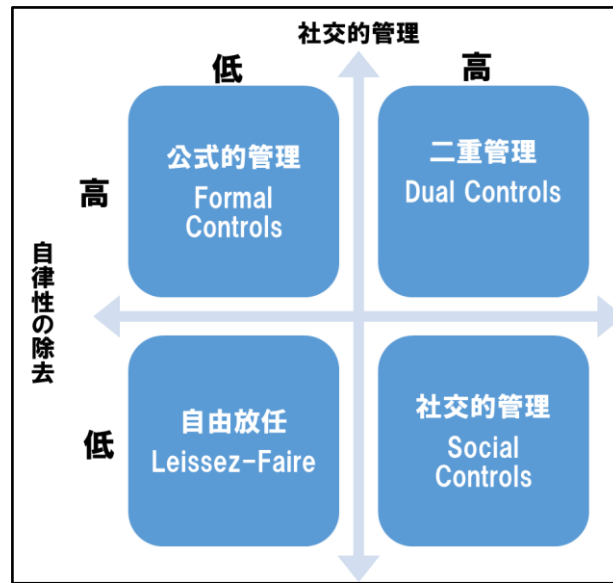 社交的管理
低
高
公式的管理
Formal
Controls
二重管理
Dual Controls
高
自律性の除去
自由放任
Leissez-Faire
社交的管理
Social
Controls
低